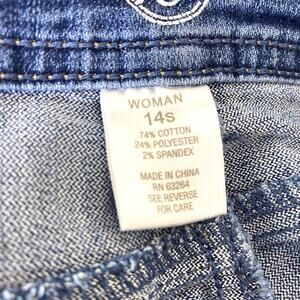 WOMAN
14S
74% COTTON
24% POLYESTER
2% SPANDEX
MADE IN CHINA
RN 63264
SEE REVERSE
FOR CARE